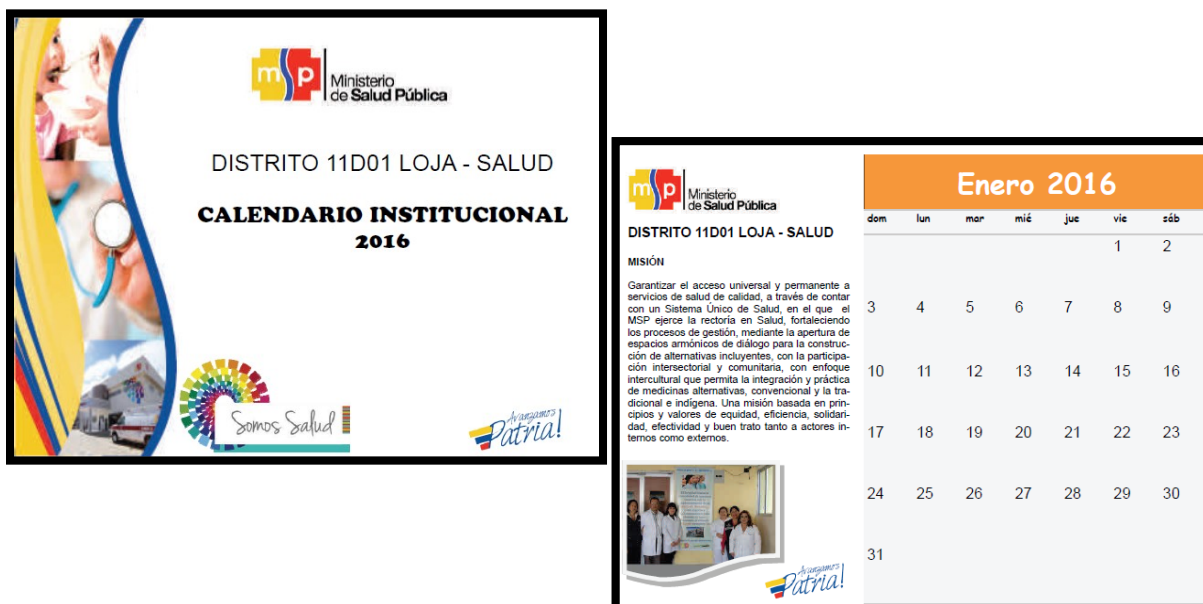 msp
Ministerio
de Salud Pública
DISTRITO 11D01 LOJA - SALUD
CALENDARIO INSTITUCIONAL
2016
Somos Salud
Avanzamos
Patria!
msp
Ministerio
de Salud Pública
DISTRITO 11D01 LOJA - SALUD
MISIÓN
Garantizar el acceso universal y permanente a
servicios de salud de calidad, a través de contar
con un Sistema Único de Salud, en el que el
MSP ejerce la rectoría en Salud, fortaleciendo
los procesos de gestión, mediante la apertura de
espacios armónicos de diálogo para la construc-
ción de alternativas incluyentes, con la participa-
ción intersectorial y comunitaria, con enfoque
intercultural que permita la integración y práctica
de medicinas alternativas, convencional y la tra-
dicional e indígena. Una misión basada en prin-
cipios y valores de equidad, eficiencia, solidari-
dad, efectividad y buen trato tanto a actores in-
ternos como externos.
Avanzamos
Patria!
Enero 2016
dom lun mar mié jue vie sáb
1 2
3 4 5 6 7 8 9
10 11 12 13 14 15 16
17 18 19 20 21 22 23
24 25 26 27 28 29 30
31